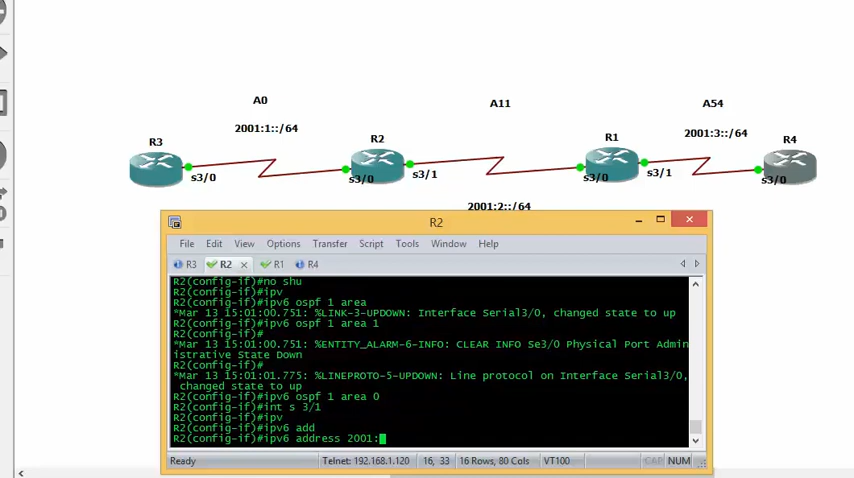 A0
A11
A54
2001:1::/64
2001:3::/64
R3
R2
R1
R4
s3/0
s3/0
s3/1
s3/0
s3/1
s3/0
2001:2::/64
R2
File Edit View Options Transfer Script Tools Window Help
R3 R2 R1 R4
R2(config-if)#no shu
R2(config-if)#ipv
R2(config-if)#ipv6 ospf 1 area
*Mar 13 15:01:00.751: %LINK-3-UPDOWN: Interface Serial3/0, changed state to up
R2(config-if)#ipv6 ospf 1 area 1
R2(config-if)#
*Mar 13 15:01:00.751: %ENTITY_ALARM-6-INFO: CLEAR INFO Se3/0 Physical Port Admin
istrative State Down
R2(config-if)#
*Mar 13 15:01:01.775: %LINEPROTO-5-UPDOWN: Line protocol on Interface Serial3/0,
changed state to up
R2(config-if)#ipv6 ospf 1 area 0
R2(config-if)#int s 3/1
R2(config-if)#ipv
R2(config-if)#ipv6 add
R2(config-if)#ipv6 address 2001:
Ready Telnet: 192.168.1.120 16, 33 16 Rows, 80 Cols VT100 CAP NUM